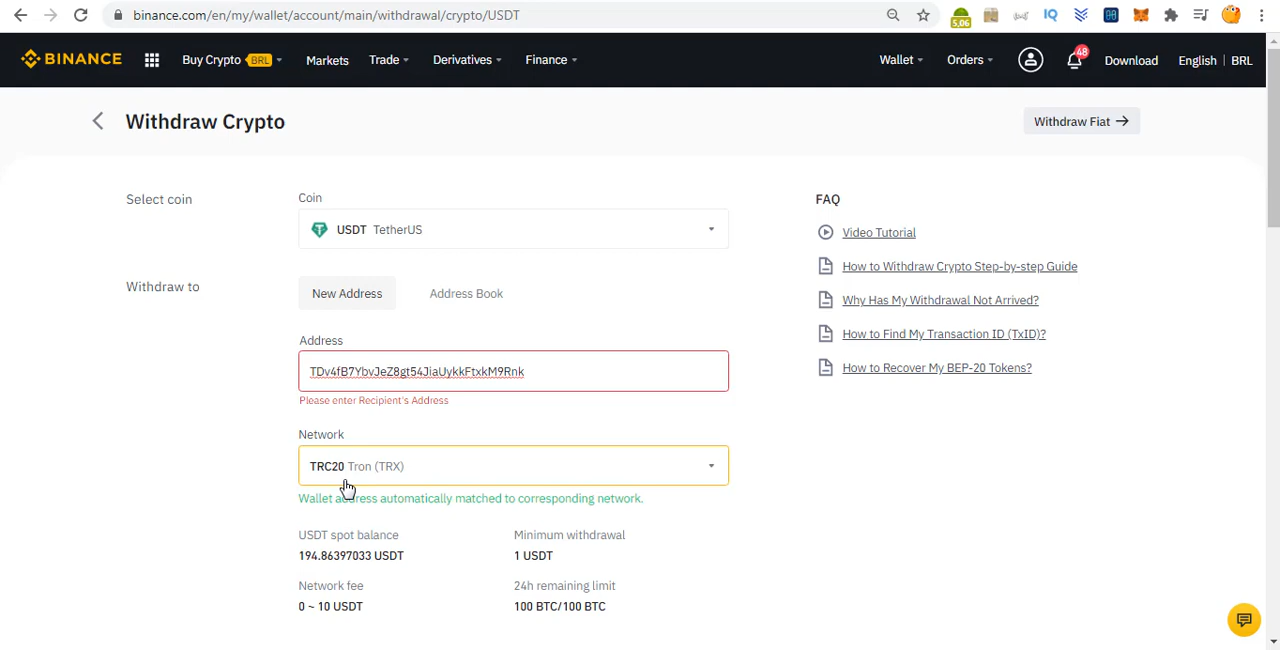 binance.com/en/my/wallet/account/main/withdrawal/crypto/USDT
5,06
IQ
BINANCE
Buy Crypto BRL
Markets
Trade
Derivatives
Finance
Wallet
Orders
48
Download
English | BRL
Withdraw Crypto
Withdraw Fiat →
Select coin
Coin
USDT TetherUS
Withdraw to
New Address
Address Book
Address
TDv4fB7YbvJeZ8gt54JiaUykkFtxkM9Rnk
Please enter Recipient's Address
Network
TRC20 Tron (TRX)
Wallet address automatically matched to corresponding network.
USDT spot balance
194.86397033 USDT
Minimum withdrawal
1 USDT
Network fee
0 ~ 10 USDT
24h remaining limit
100 BTC/100 BTC
FAQ
Video Tutorial
How to Withdraw Crypto Step-by-step Guide
Why Has My Withdrawal Not Arrived?
How to Find My Transaction ID (TxID)?
How to Recover My BEP-20 Tokens?